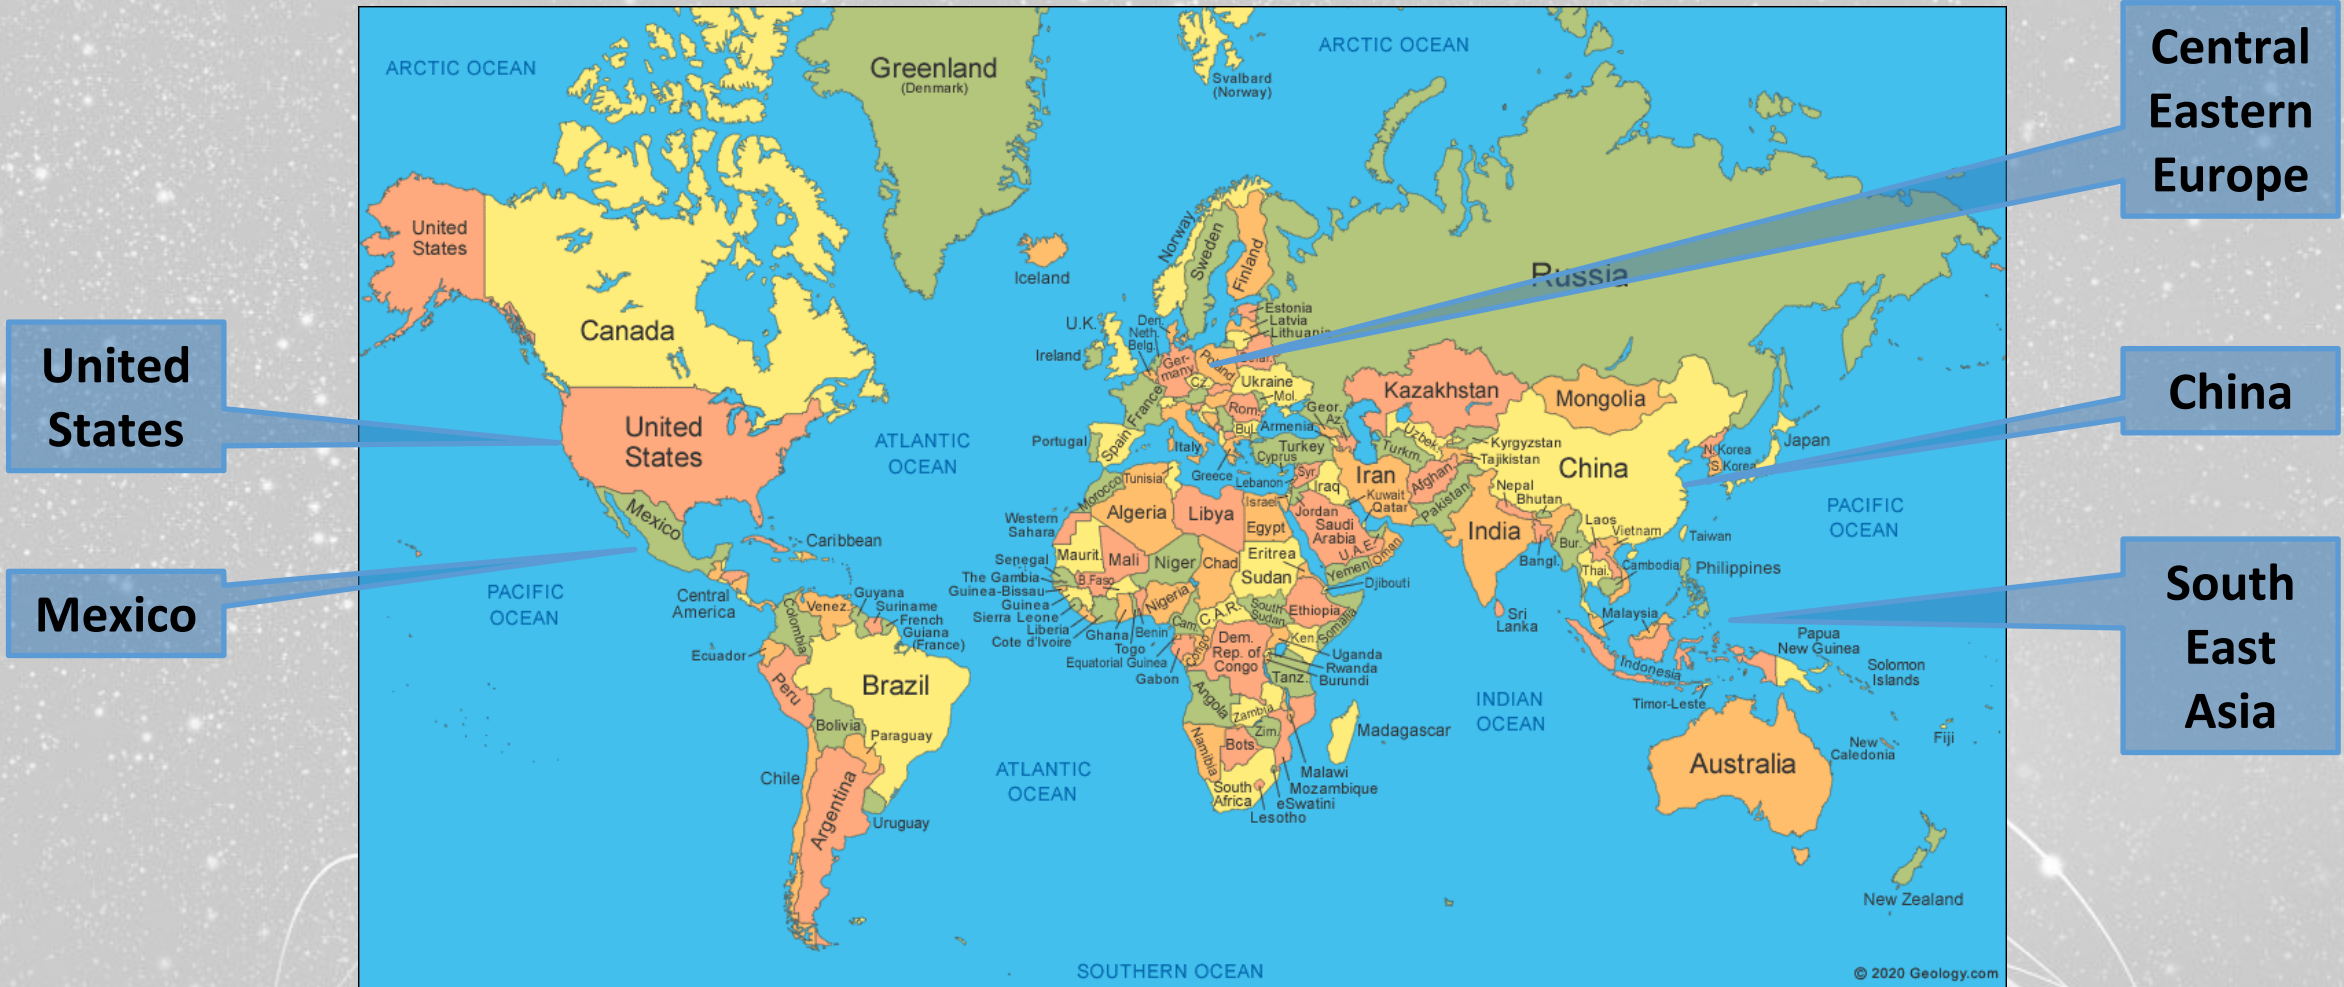 Central
Eastern
Europe
China
South
East
Asia
United
States
Mexico
ARCTIC OCEAN
ARCTIC OCEAN
Greenland
(Denmark)
Svalbard
(Norway)
United
States
Canada
Iceland
Norway
Sweden
Finland
Russia
Estonia
Latvia
Lithuania
U.K.
Ireland
Den.
Neth.
Belg.
Ger-
many
Poland
Belar.
Cz.
Ukraine
Mol.
France
Rom.
Bul.
Geor.
Az.
Armenia
Portugal
Spain
Italy
Greece
Turkey
Cyprus
Lebanon
Syr.
Israel
Iraq
Jordan
Kuwait
Qatar
Saudi
Arabia
U.A.E.
Oman
Yemen
Iran
Kazakhstan
Uzbek.
Turkm.
Kyrgyzstan
Tajikistan
Afghan.
Pakistan
Mongolia
China
N. Korea
S. Korea
Japan
Nepal
Bhutan
India
Bangl.
Bur.
Laos
Vietnam
Thai.
Cambodia
Taiwan
Philippines
Sri
Lanka
Malaysia
Indonesia
Timor-Leste
Papua
New Guinea
Solomon
Islands
New
Caledonia
Fiji
Australia
New Zealand
United
States
Mexico
Caribbean
Central
America
ATLANTIC
OCEAN
PACIFIC
OCEAN
PACIFIC
OCEAN
Venez.
Guyana
Suriname
French
Guiana
(France)
Colombia
Ecuador
Peru
Brazil
Bolivia
Paraguay
Chile
Argentina
Uruguay
Morocco
Tunisia
Algeria
Libya
Egypt
Western
Sahara
Maurit.
Mali
Niger
Chad
Eritrea
Sudan
Djibouti
Senegal
The Gambia
Guinea-Bissau
Guinea
Sierra Leone
Liberia
Cote d'Ivoire
B.Faso
Ghana
Togo
Benin
Nigeria
Equatorial Guinea
Gabon
Cam.
C.A.R.
South
Sudan
Ethiopia
Somalia
Congo
Dem.
Rep. of
Congo
Ken.
Uganda
Rwanda
Burundi
Tanz.
Angola
Zambia
Zim.
Namibia
Bots.
South
Africa
Malawi
Mozambique
eSwatini
Lesotho
Madagascar
ATLANTIC
OCEAN
INDIAN
OCEAN
SOUTHERN OCEAN
© 2020 Geology.com